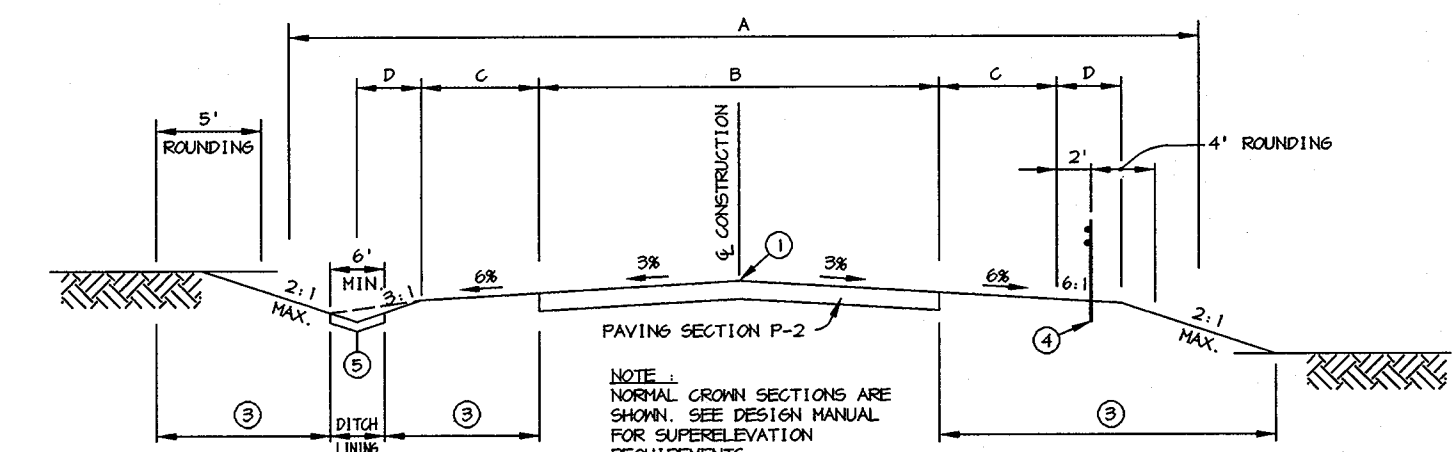 A
D C B C D
5'
ROUNDING
℄ CONSTRUCTION
2'
4' ROUNDING
1
6'
MIN.
2:1
MAX.
3:1
6%
3%
3%
6%
6:1
2:1
MAX.
PAVING SECTION P-2
4
5
NOTE :
NORMAL CROWN SECTIONS ARE
SHOWN. SEE DESIGN MANUAL
FOR SUPERELEVATION
REQUIREMENTS
3
DITCH
LINING
3
3